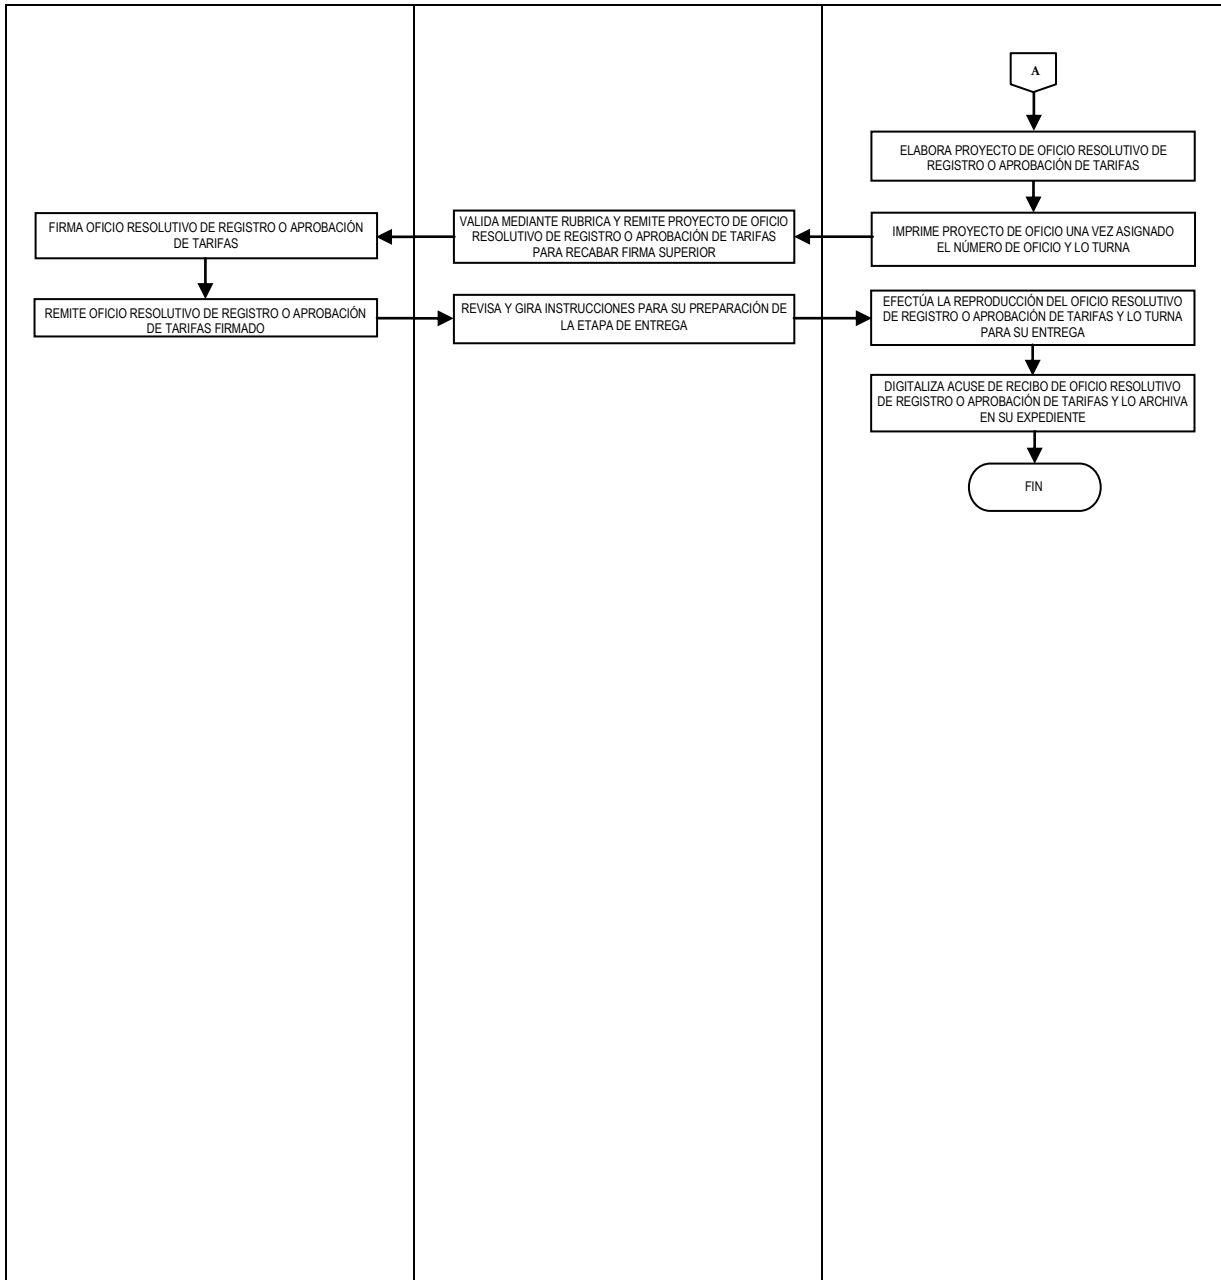 A
ELABORA PROYECTO DE OFICIO RESOLUTIVO DE
REGISTRO O APROBACIÓN DE TARIFAS
IMPRIME PROYECTO DE OFICIO UNA VEZ ASIGNADO
EL NÚMERO DE OFICIO Y LO TURNA
VALIDA MEDIANTE RUBRICA Y REMITE PROYECTO DE OFICIO
RESOLUTIVO DE REGISTRO O APROBACIÓN DE TARIFAS
PARA RECABAR FIRMA SUPERIOR
FIRMA OFICIO RESOLUTIVO DE REGISTRO O APROBACIÓN
DE TARIFAS
REMITE OFICIO RESOLUTIVO DE REGISTRO O APROBACIÓN
DE TARIFAS FIRMADO
REVISA Y GIRA INSTRUCCIONES PARA SU PREPARACIÓN DE
LA ETAPA DE ENTREGA
EFECTÚA LA REPRODUCCIÓN DEL OFICIO RESOLUTIVO
DE REGISTRO O APROBACIÓN DE TARIFAS Y LO TURNA
PARA SU ENTREGA
DIGITALIZA ACUSE DE RECIBO DE OFICIO RESOLUTIVO
DE REGISTRO O APROBACIÓN DE TARIFAS Y LO ARCHIVA
EN SU EXPEDIENTE
FIN